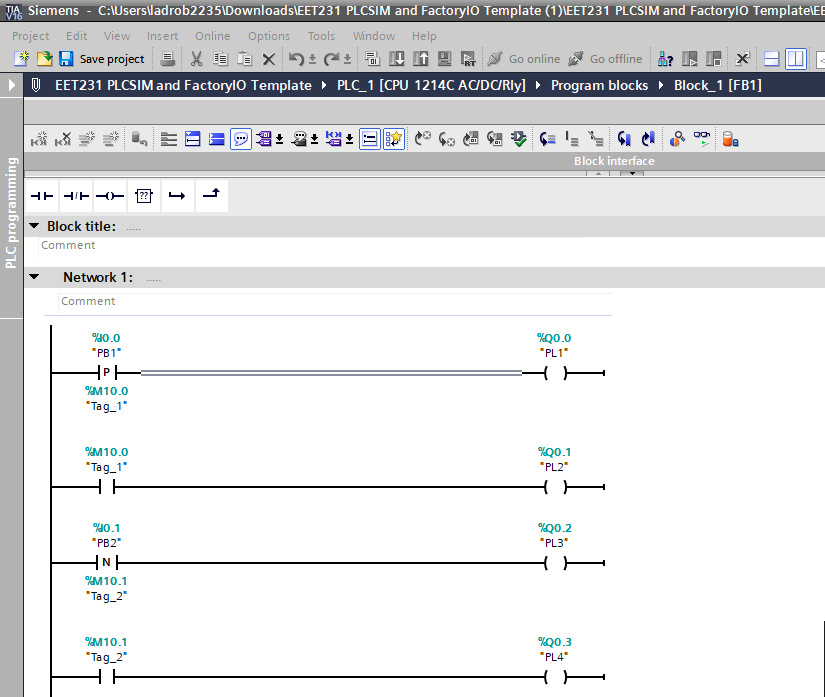 Siemens - C:\Users\ladrob2235\Downloads\EET231 PLCSIM and FactoryIO Template (1)\EET231 PLCSIM and FactoryIO Template\EE
TIA
V16
Project Edit View Insert Online Options Tools Window Help
Save project Go online Go offline
EET231 PLCSIM and FactoryIO Template PLC_1 [CPU 1214C AC/DC/Rly] Program blocks Block_1 [FB1]
Block interface
PLC programming
??
Block title: .....
Comment
Network 1: .....
Comment
%I0.0 %Q0.0
"PB1" "PL1"
P
%M10.0
"Tag_1"
%M10.0 %Q0.1
"Tag_1" "PL2"
%I0.1 %Q0.2
"PB2" "PL3"
N
%M10.1
"Tag_2"
%M10.1 %Q0.3
"Tag_2" "PL4"